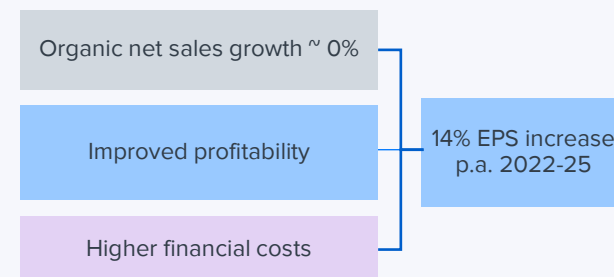 Organic net sales growth ~ 0%
Improved profitability
14% EPS increase
p.a. 2022-25
Higher financial costs